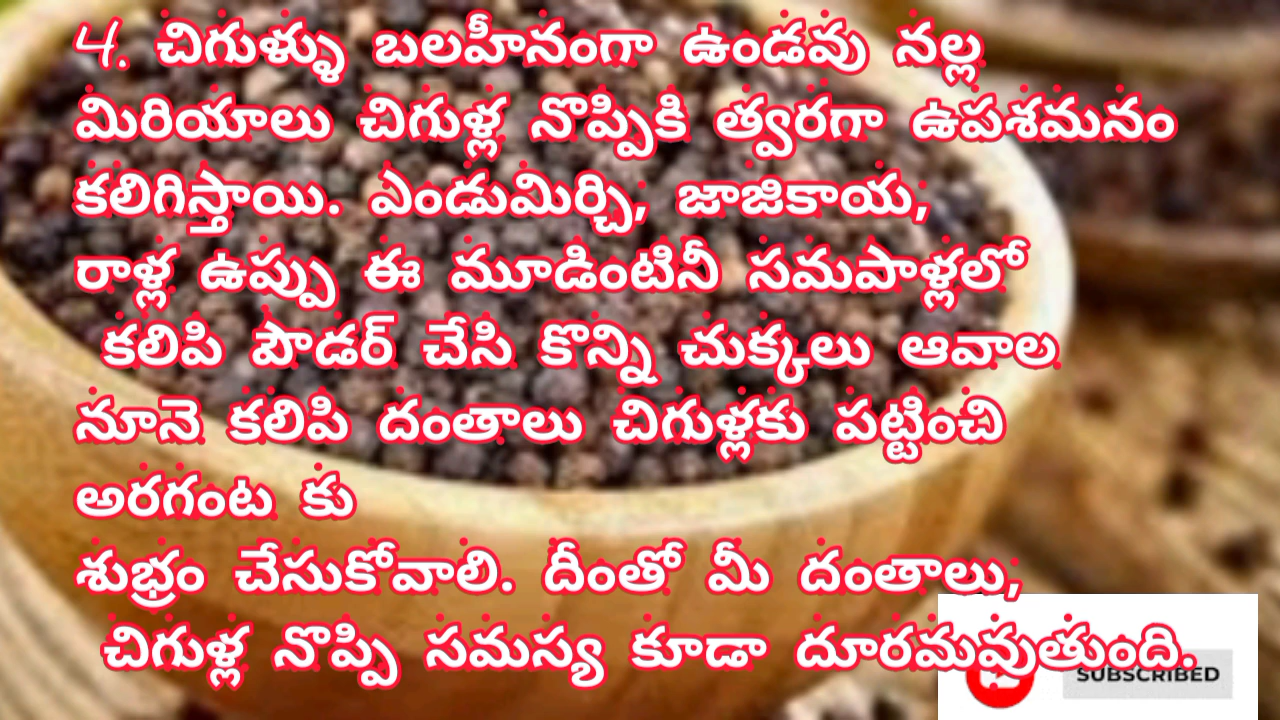 4. చిగుళ్ళు బలహీనంగా ఉండవు నల్ల
మిరియాలు చిగుళ్ల నొప్పికి త్వరగా ఉపశమనం
కలిగిస్తాయి. ఎండుమిర్చి, జాజికాయ,
రాళ్ల ఉప్పు ఈ మూడింటినీ సమపాళ్లలో
కలిపి పౌడర్ చేసి కొన్ని చుక్కలు ఆవాల
నూనె కలిపి దంతాలు చిగుళ్లకు పట్టించి
అరగంట కు
శుభ్రం చేసుకోవాలి. దీంతో మీ దంతాలు,
చిగుళ్ల నొప్పి సమస్య కూడా దూరమవుతుంది.
SUBSCRIBED